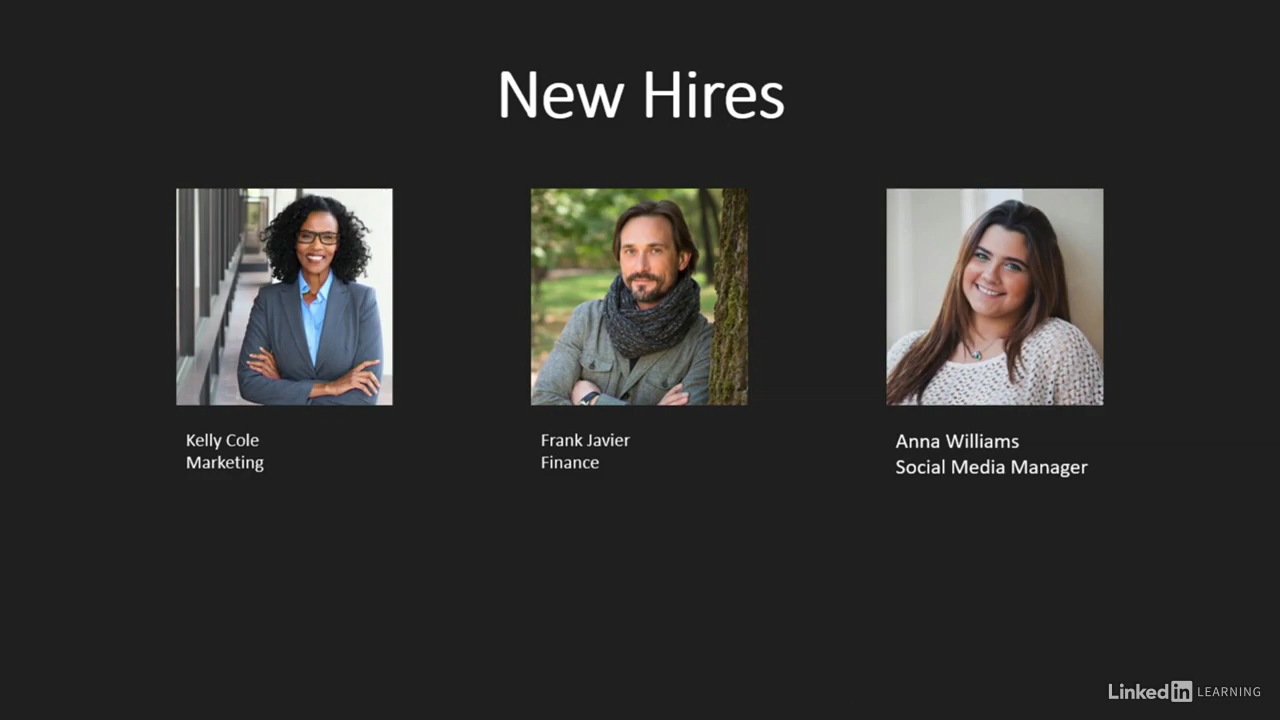 New Hires
Kelly Cole
Marketing
Frank Javier
Finance
Anna Williams
Social Media Manager
Linked in LEARNING